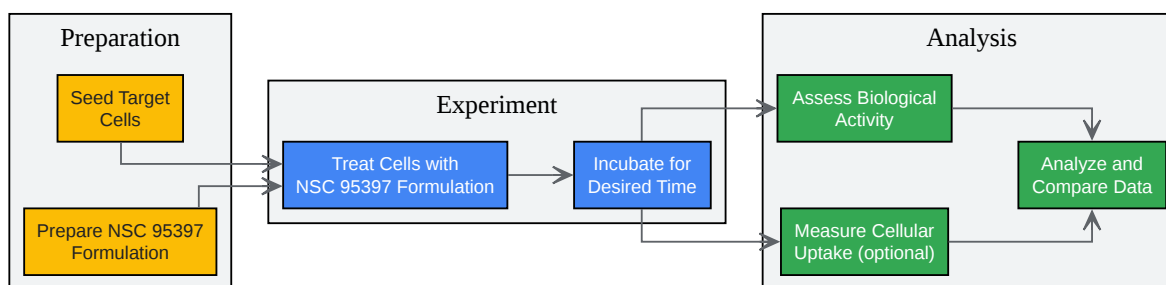 Preparation
Seed Target
Cells
Prepare NSC 95397
Formulation
Experiment
Treat Cells with
NSC 95397 Formulation
Incubate for
Desired Time
Analysis
Assess Biological
Activity
Measure Cellular
Uptake (optional)
Analyze and
Compare Data